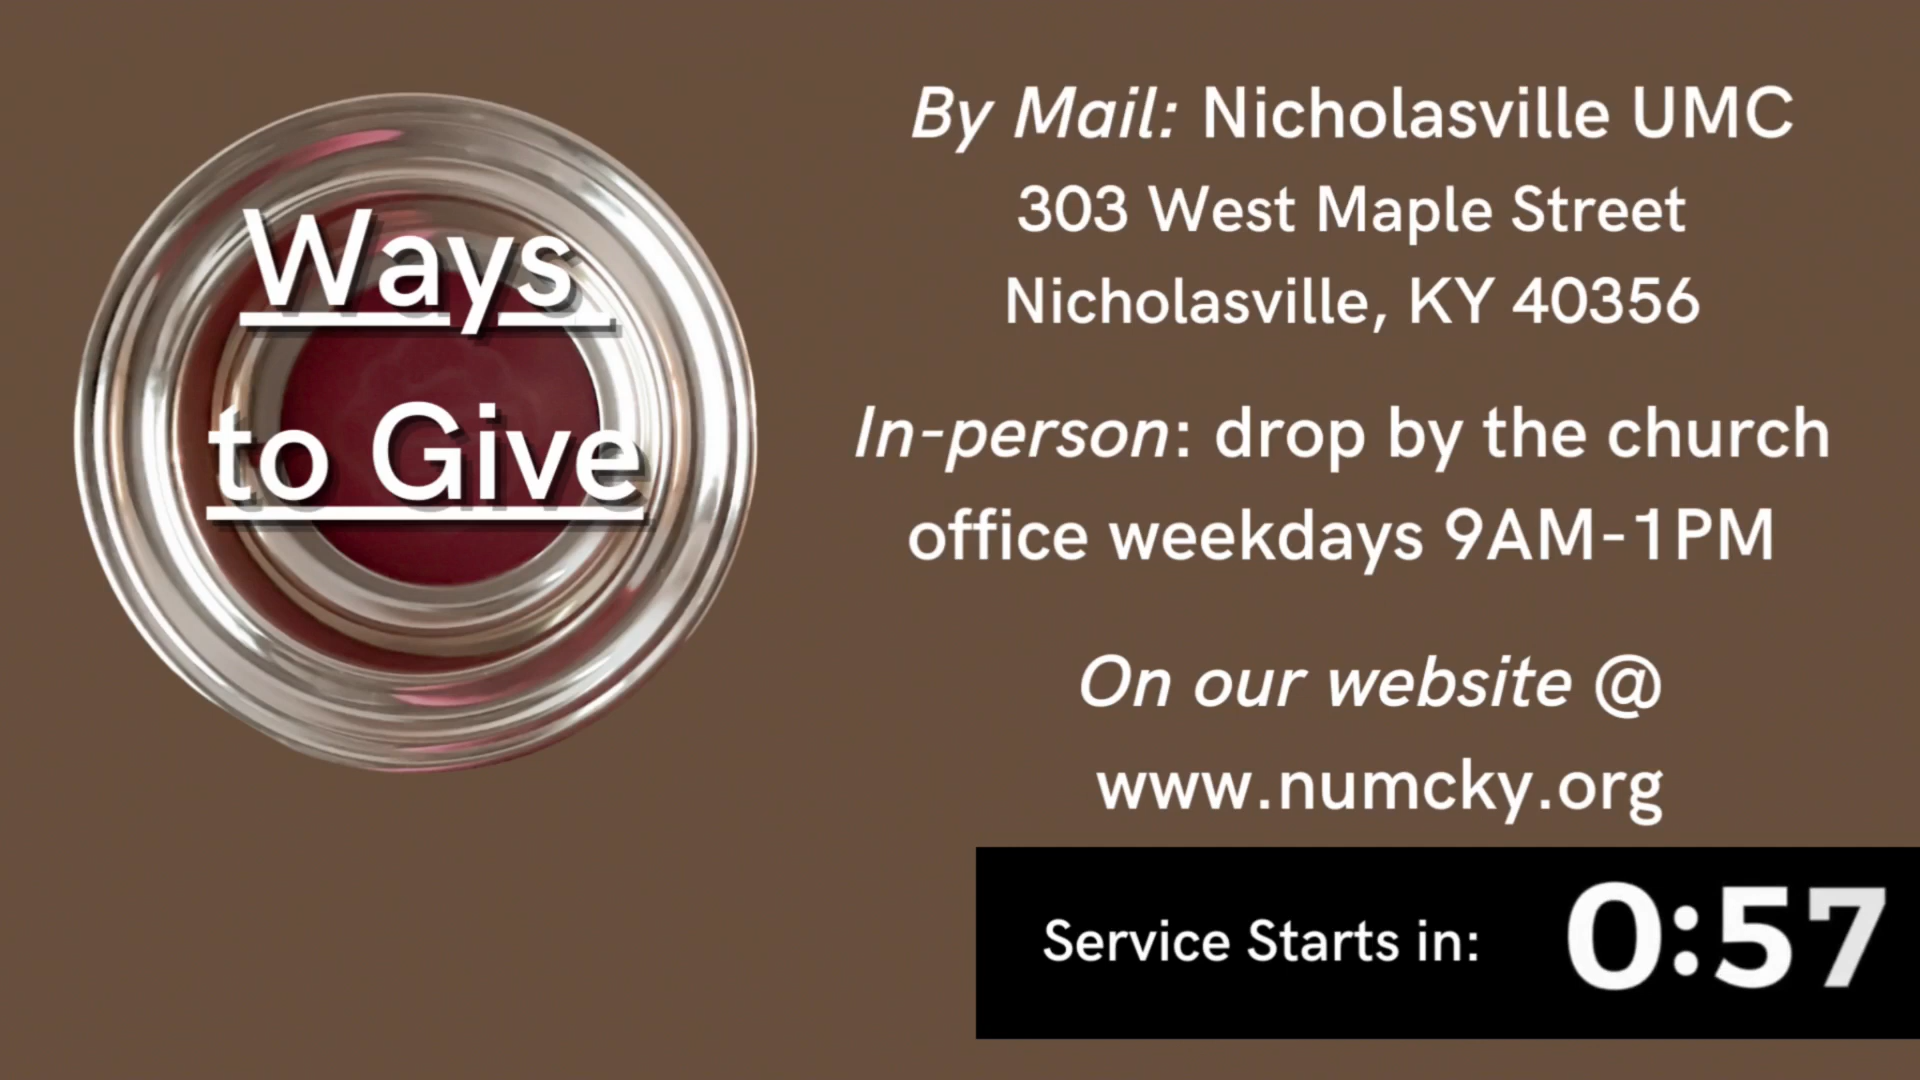 Ways
to Give
By Mail: Nicholasville UMC
303 West Maple Street
Nicholasville, KY 40356
In-person: drop by the church
office weekdays 9AM-1PM
On our website @
www.numcky.org
Service Starts in: 0:57